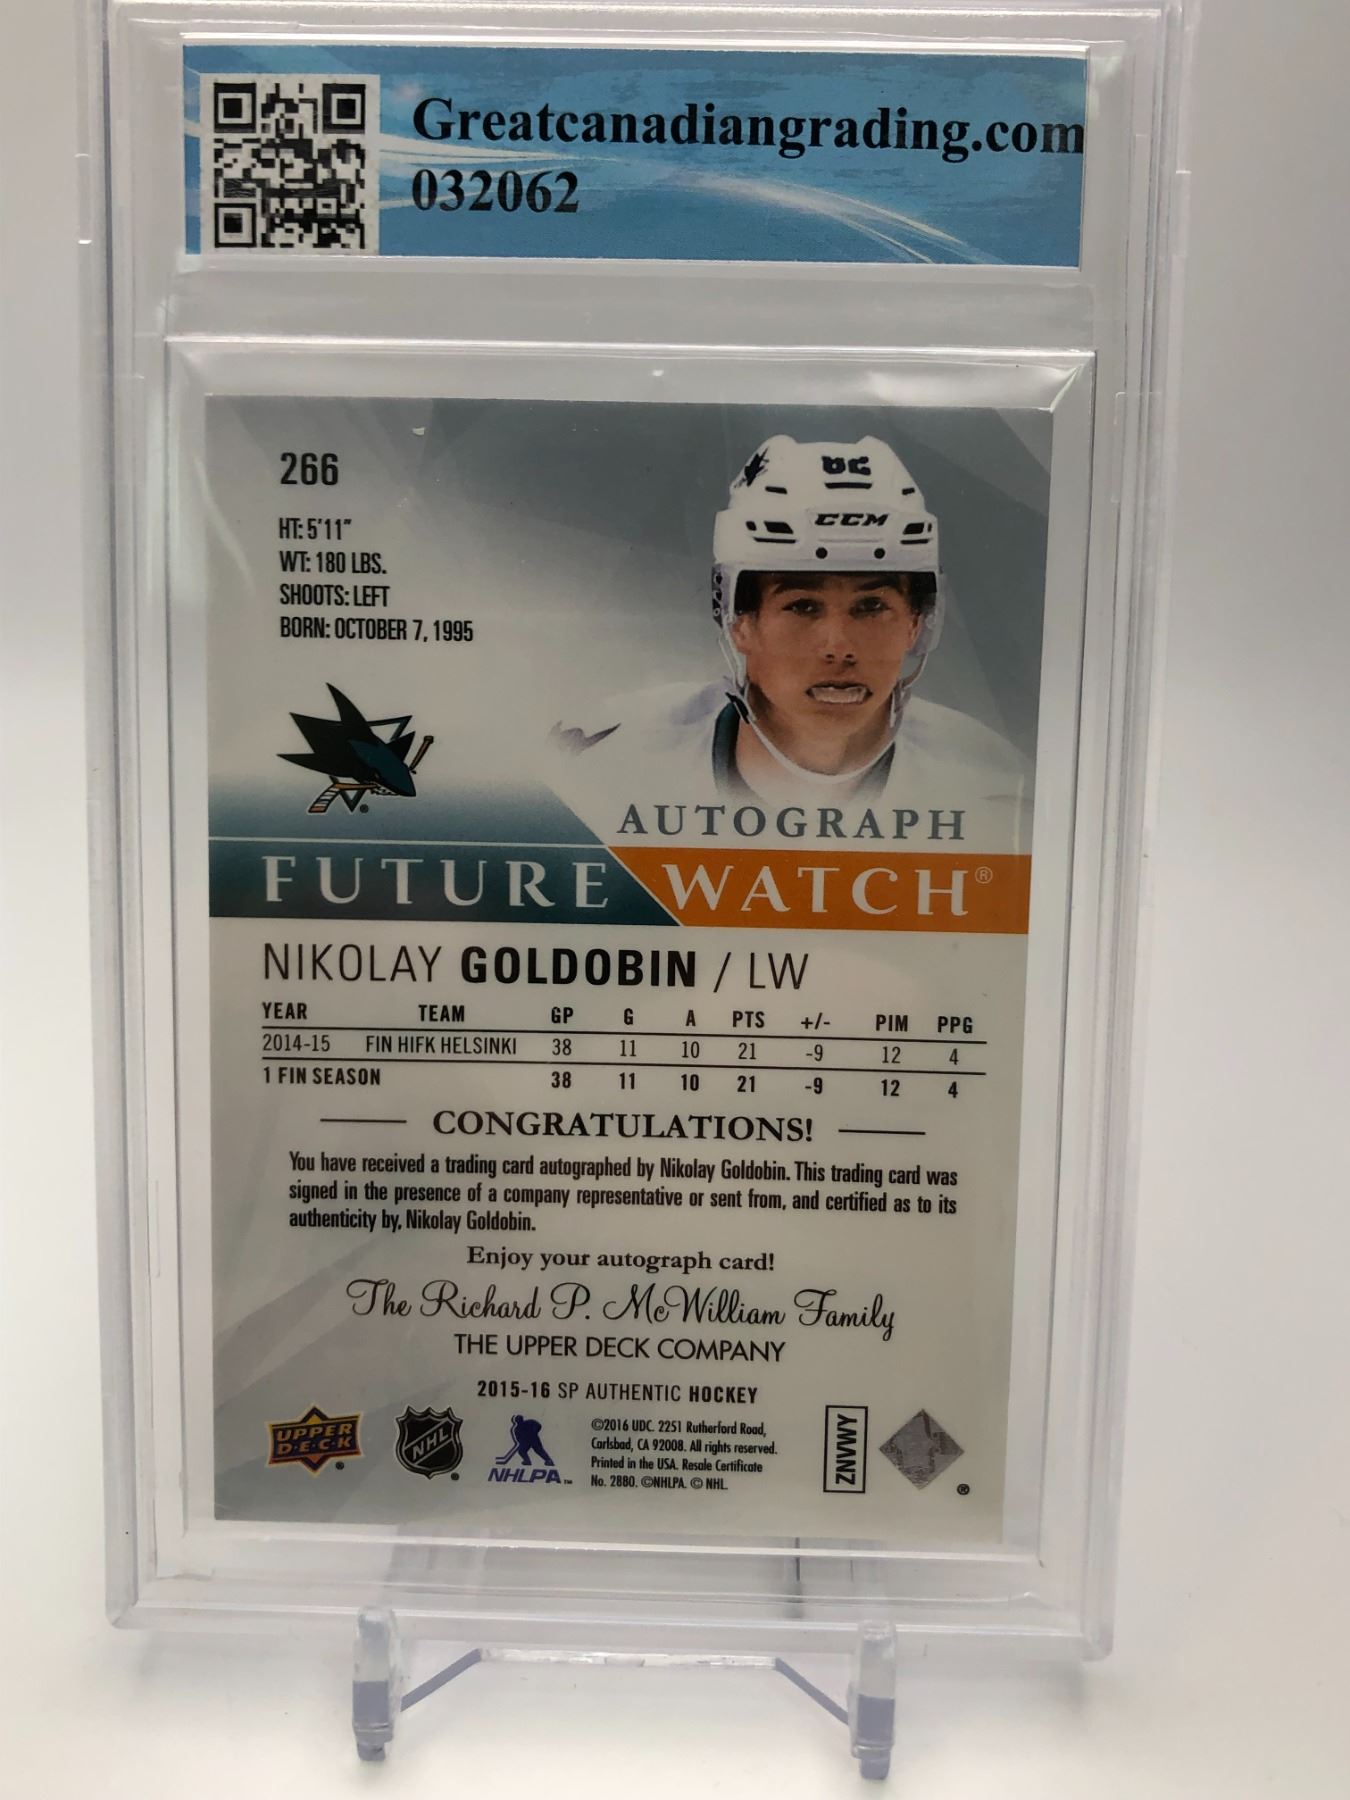 Greatcanadiangrading.com
032062
266
HT: 5'11"
WT: 180 LBS.
SHOOTS: LEFT
BORN: OCTOBER 7, 1995
CCM
AUTOGRAPH
FUTURE WATCH®
NIKOLAY GOLDOBIN / LW
YEAR TEAM GP G A PTS +/- PIM PPG
2014-15 FIN HIFK HELSINKI 38 11 10 21 -9 12 4
1 FIN SEASON 38 11 10 21 -9 12 4
CONGRATULATIONS!
You have received a trading card autographed by Nikolay Goldobin. This trading card was
signed in the presence of a company representative or sent from, and certified as to its
authenticity by, Nikolay Goldobin.
Enjoy your autograph card!
The Richard P. McWilliam Family
THE UPPER DECK COMPANY
2015-16 SP AUTHENTIC HOCKEY
UPPER
D·E·C·K
®
NHL
®
NHLPA™
©2016 UDC. 2251 Rutherford Road,
Carlsbad, CA 92008. All rights reserved.
Printed in the USA. Resale Certificate
No. 2880. ©NHLPA. © NHL.
ZNVWY
®